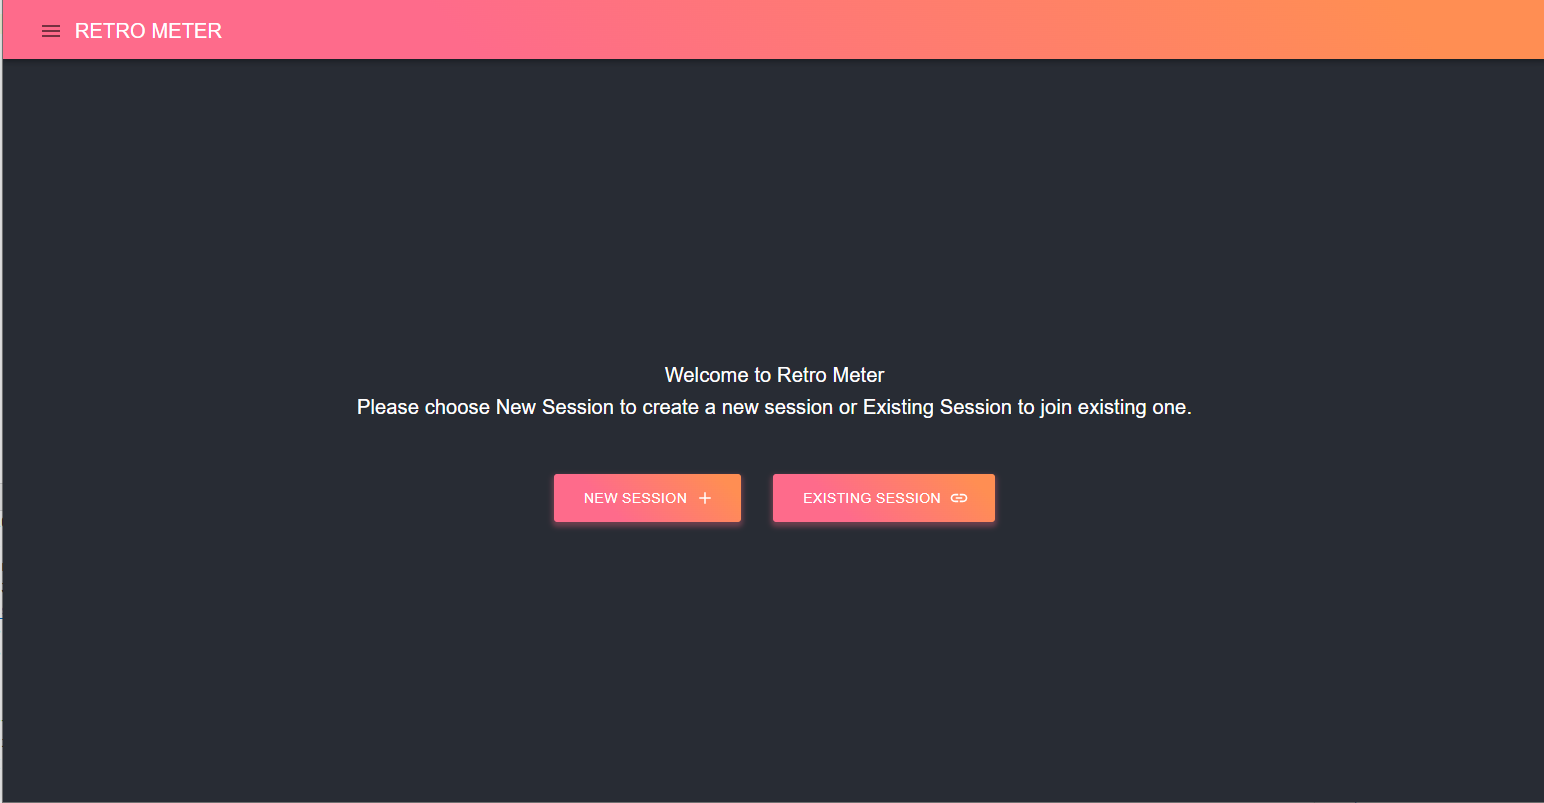 RETRO METER
Welcome to Retro Meter
Please choose New Session to create a new session or Existing Session to join existing one.
NEW SESSION
EXISTING SESSION